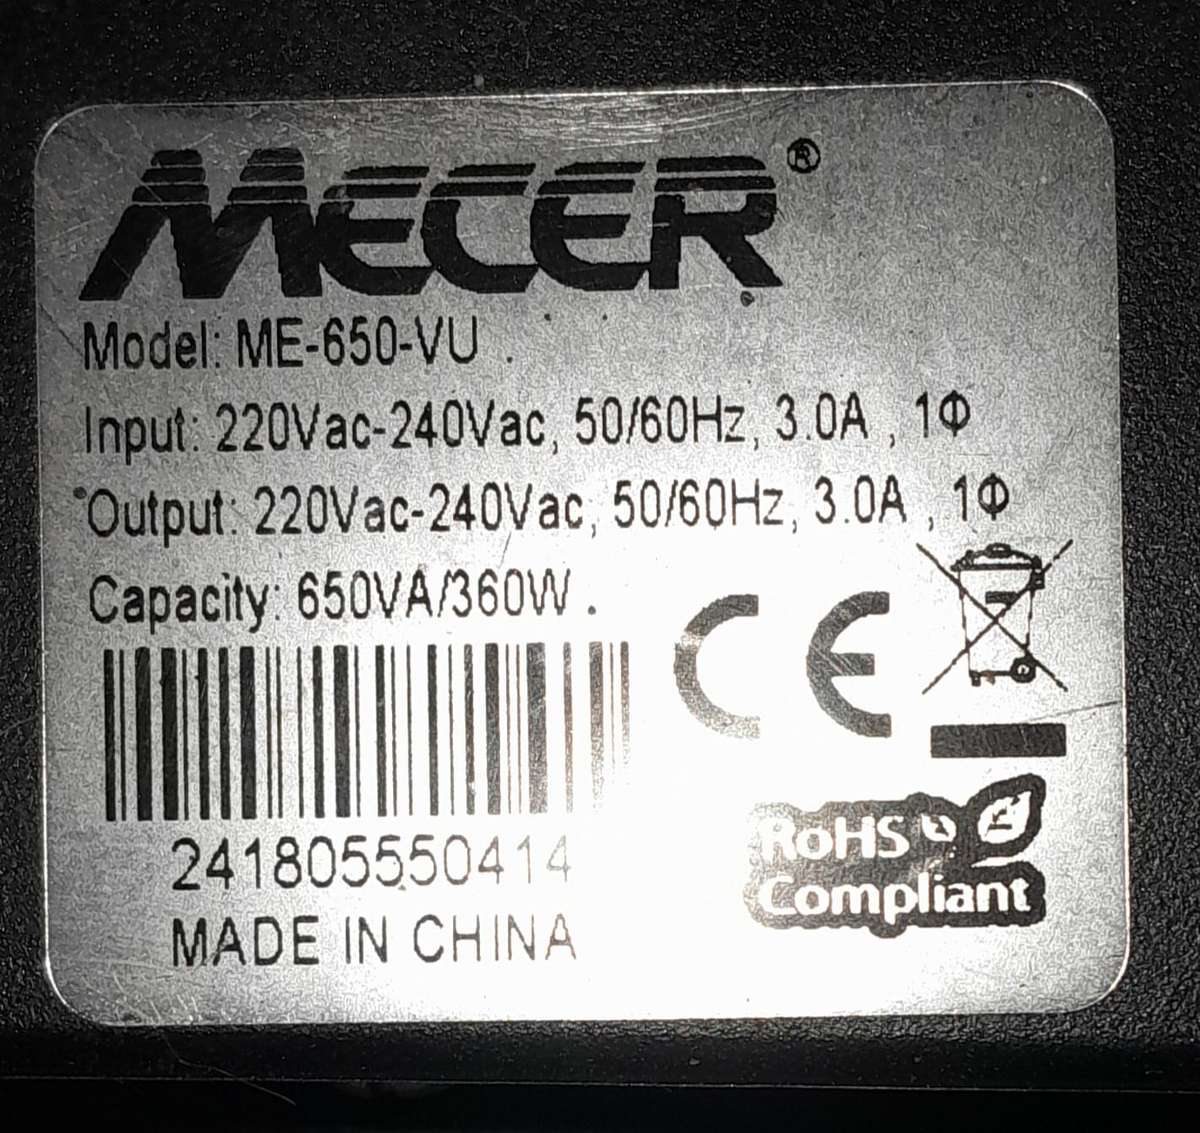 MECER®
Model: ME-650-VU .
Input: 220Vac-240Vac, 50/60Hz, 3.0A , 1Φ
Output: 220Vac-240Vac, 50/60Hz, 3.0A , 1Φ
Capacity: 650VA/360W .
CE
241805550414
MADE IN CHINA
RoHS
Compliant